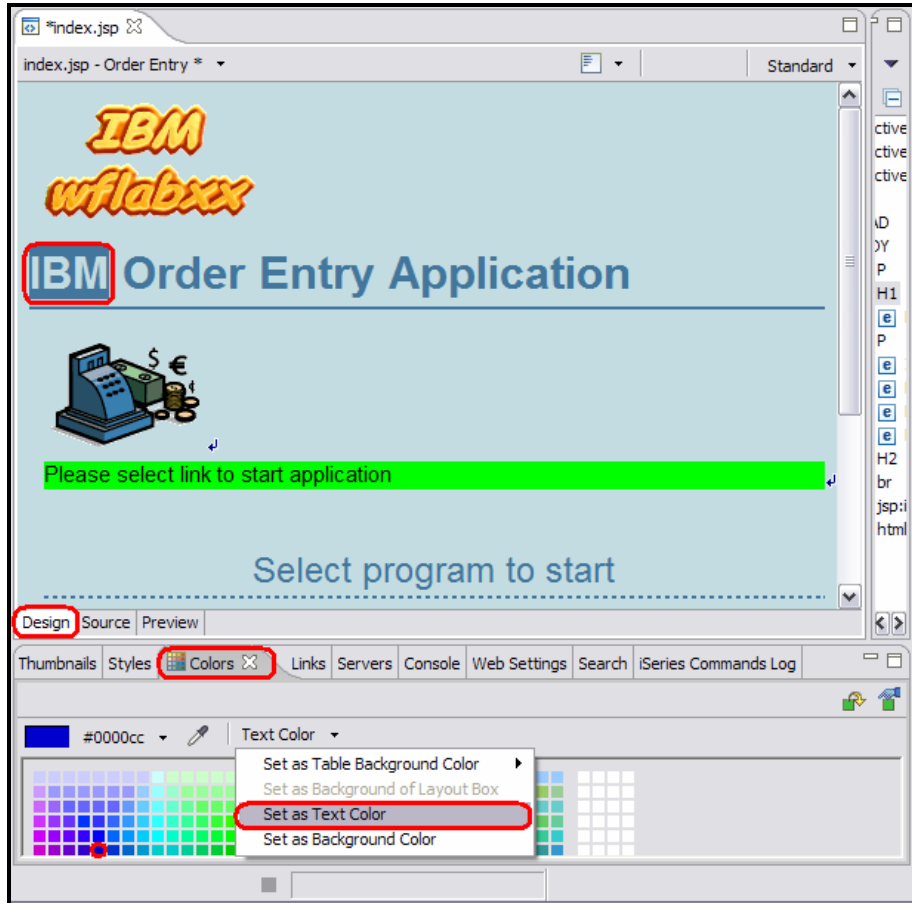 *index.jsp
index.jsp - Order Entry *
Standard
IBM
wflabxx
IBM Order Entry Application
$ €
Please select link to start application
Select program to start
Design Source Preview
ctive
ctive
ctive
AD
DY
P
H1
e
P
e
e
e
e
H2
br
jsp:i
html
Thumbnails Styles Colors Links Servers Console Web Settings Search iSeries Commands Log
#0000cc Text Color
Set as Table Background Color
Set as Background of Layout Box
Set as Text Color
Set as Background Color